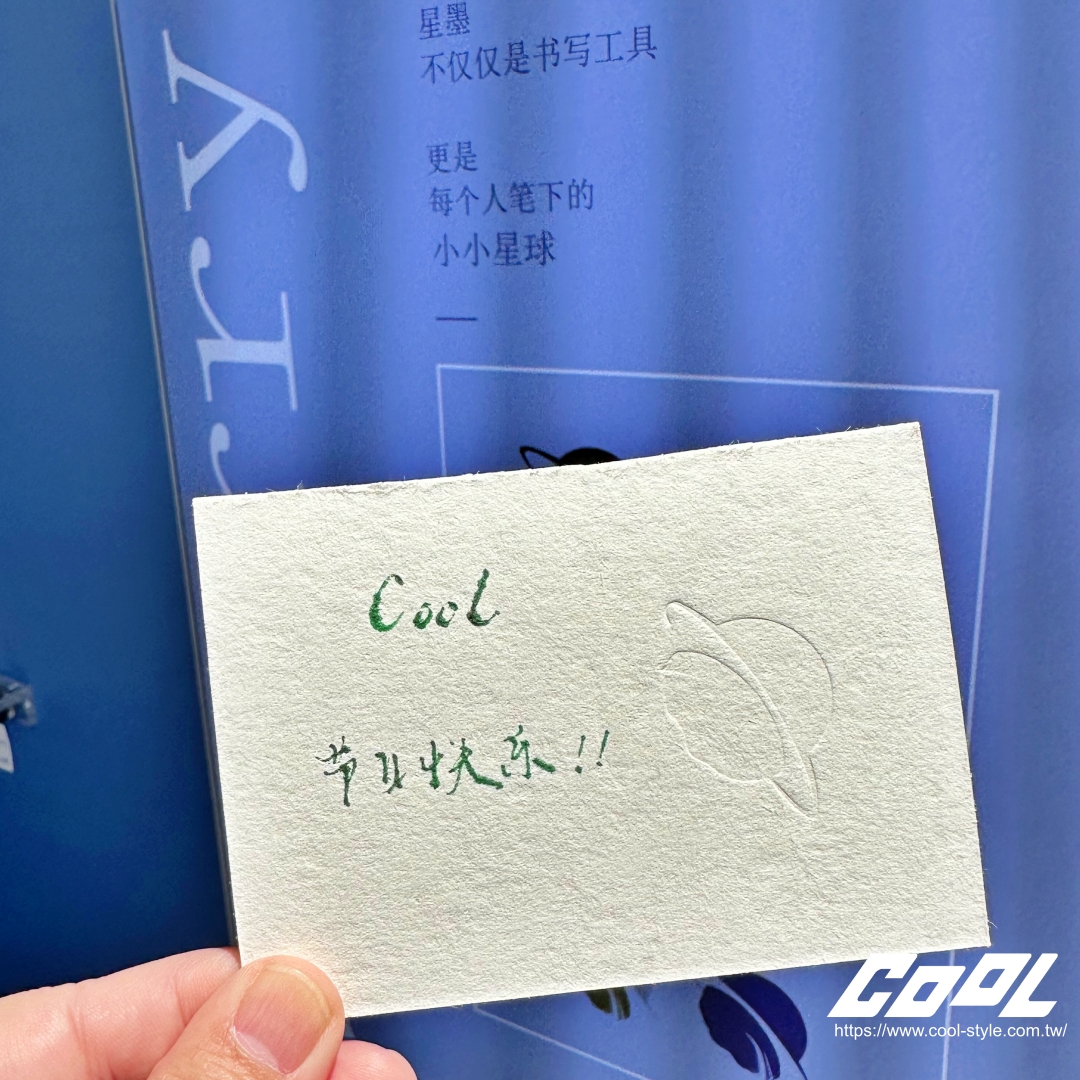 星墨
不仅仅是书写工具
更是
每个人笔下的
小小星球
Cool
节日快乐!!
COOL
https://www.cool-style.com.tw/